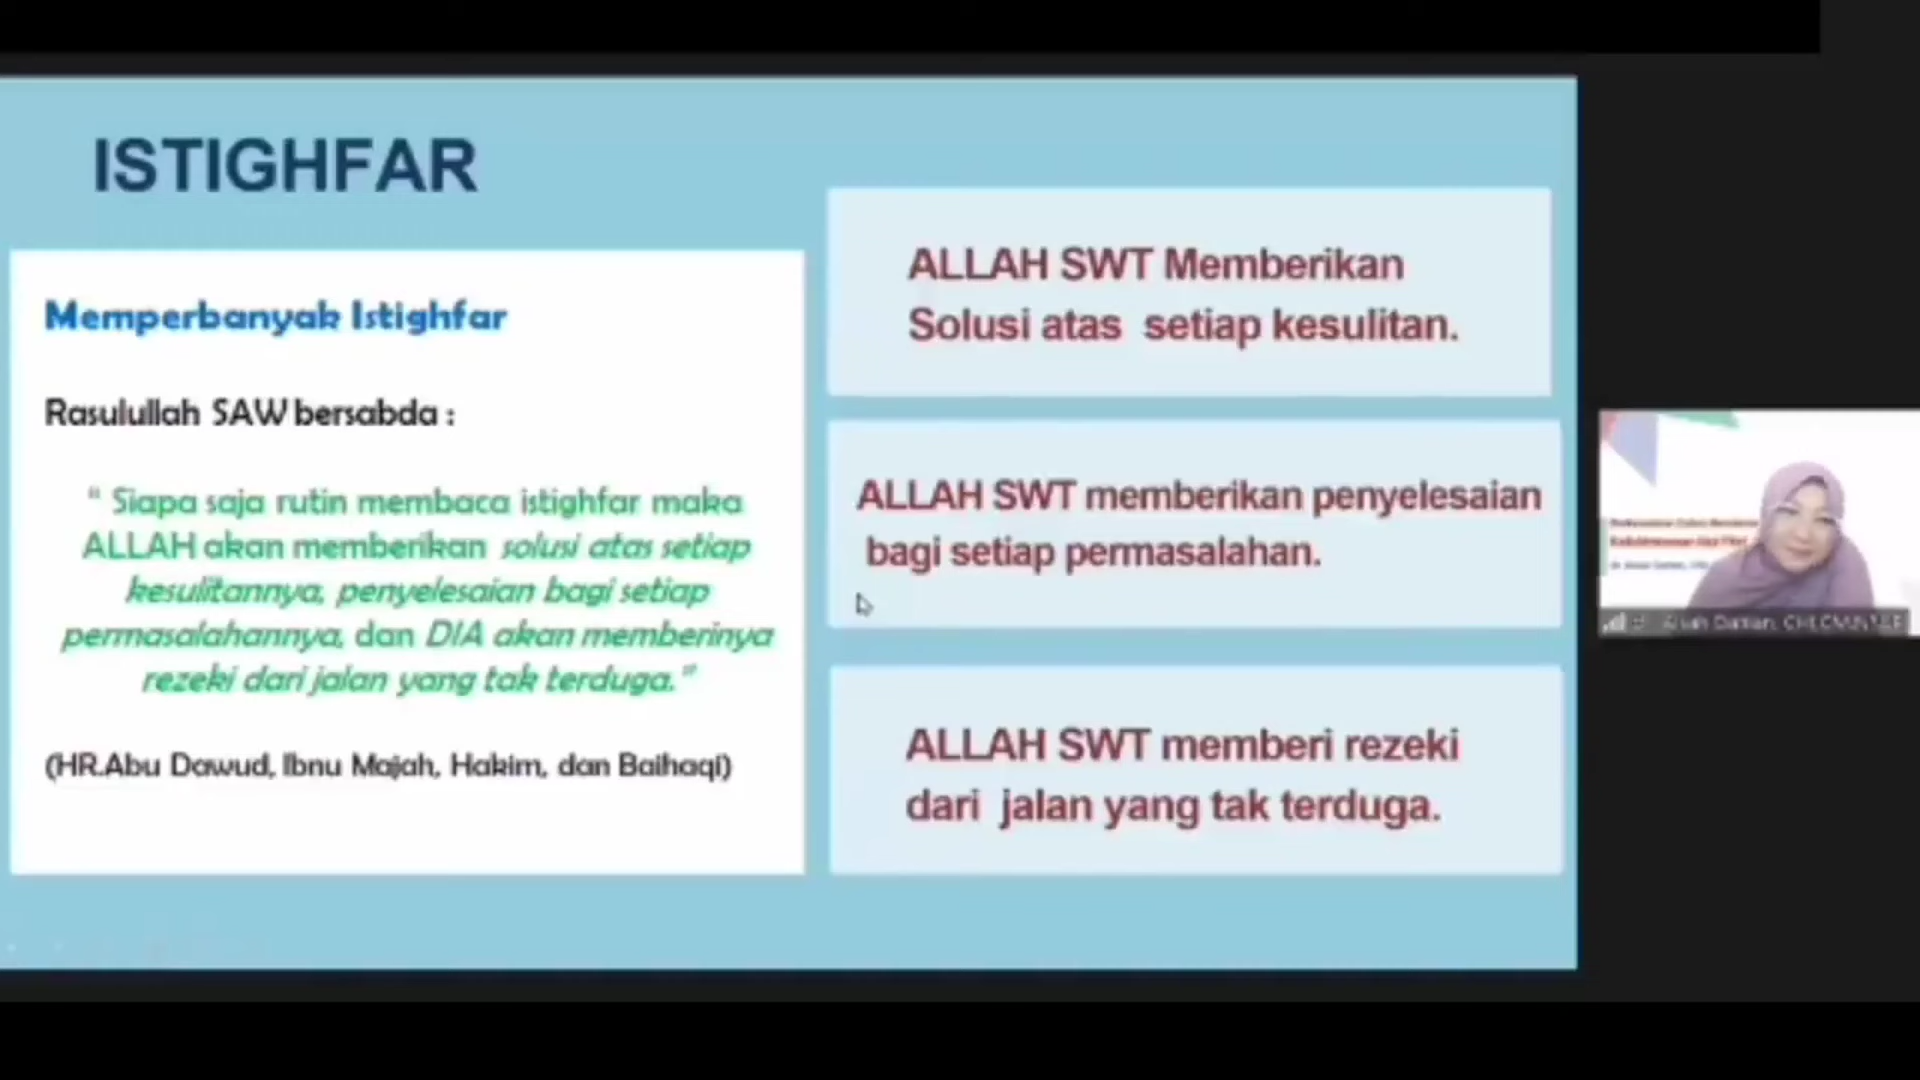 ISTIGHFAR
Memperbanyak Istighfar
Rasulullah SAW bersabda :
“ Siapa saja rutin membaca istighfar maka
ALLAH akan memberikan solusi atas setiap
kesulitannya, penyelesaian bagi setiap
permasalahannya, dan DIA akan memberinya
rezeki dari jalan yang tak terduga.”
(HR.Abu Dawud, Ibnu Majah, Hakim, dan Baihaqi)
ALLAH SWT Memberikan
Solusi atas setiap kesulitan.
ALLAH SWT memberikan penyelesaian
bagi setiap permasalahan.
ALLAH SWT memberi rezeki
dari jalan yang tak terduga.